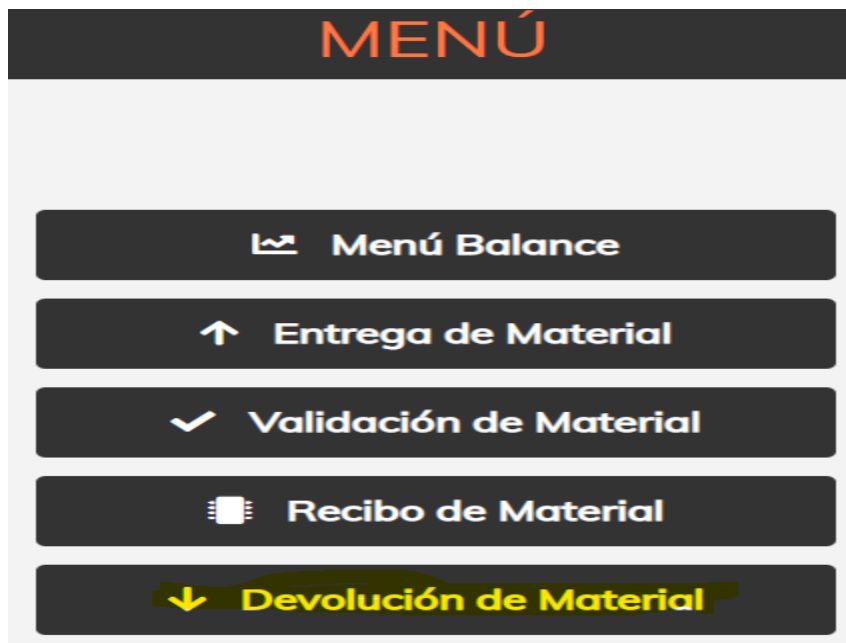 MENÚ
Menú Balance
Entrega de Material
Validación de Material
Recibo de Material
Devolución de Material